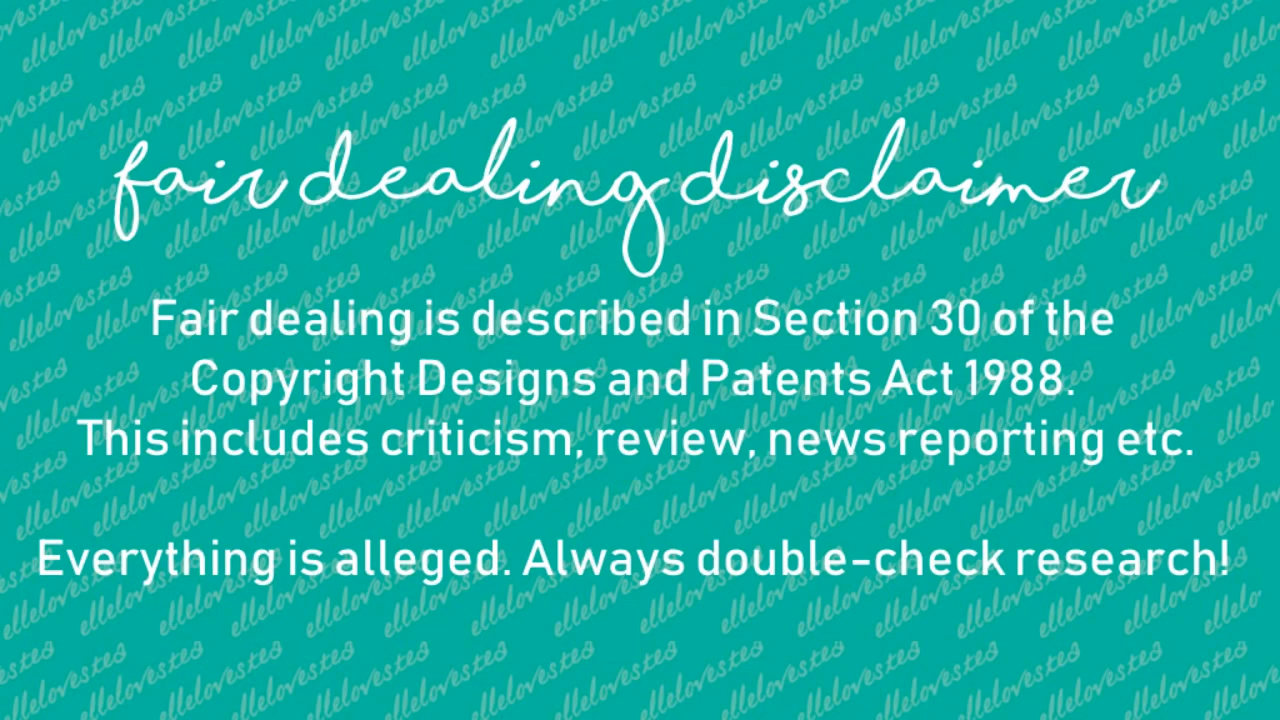 fair dealing disclaimer
Fair dealing is described in Section 30 of the
Copyright Designs and Patents Act 1988.
This includes criticism, review, news reporting etc.
Everything is alleged. Always double-check research!
ellelovestea